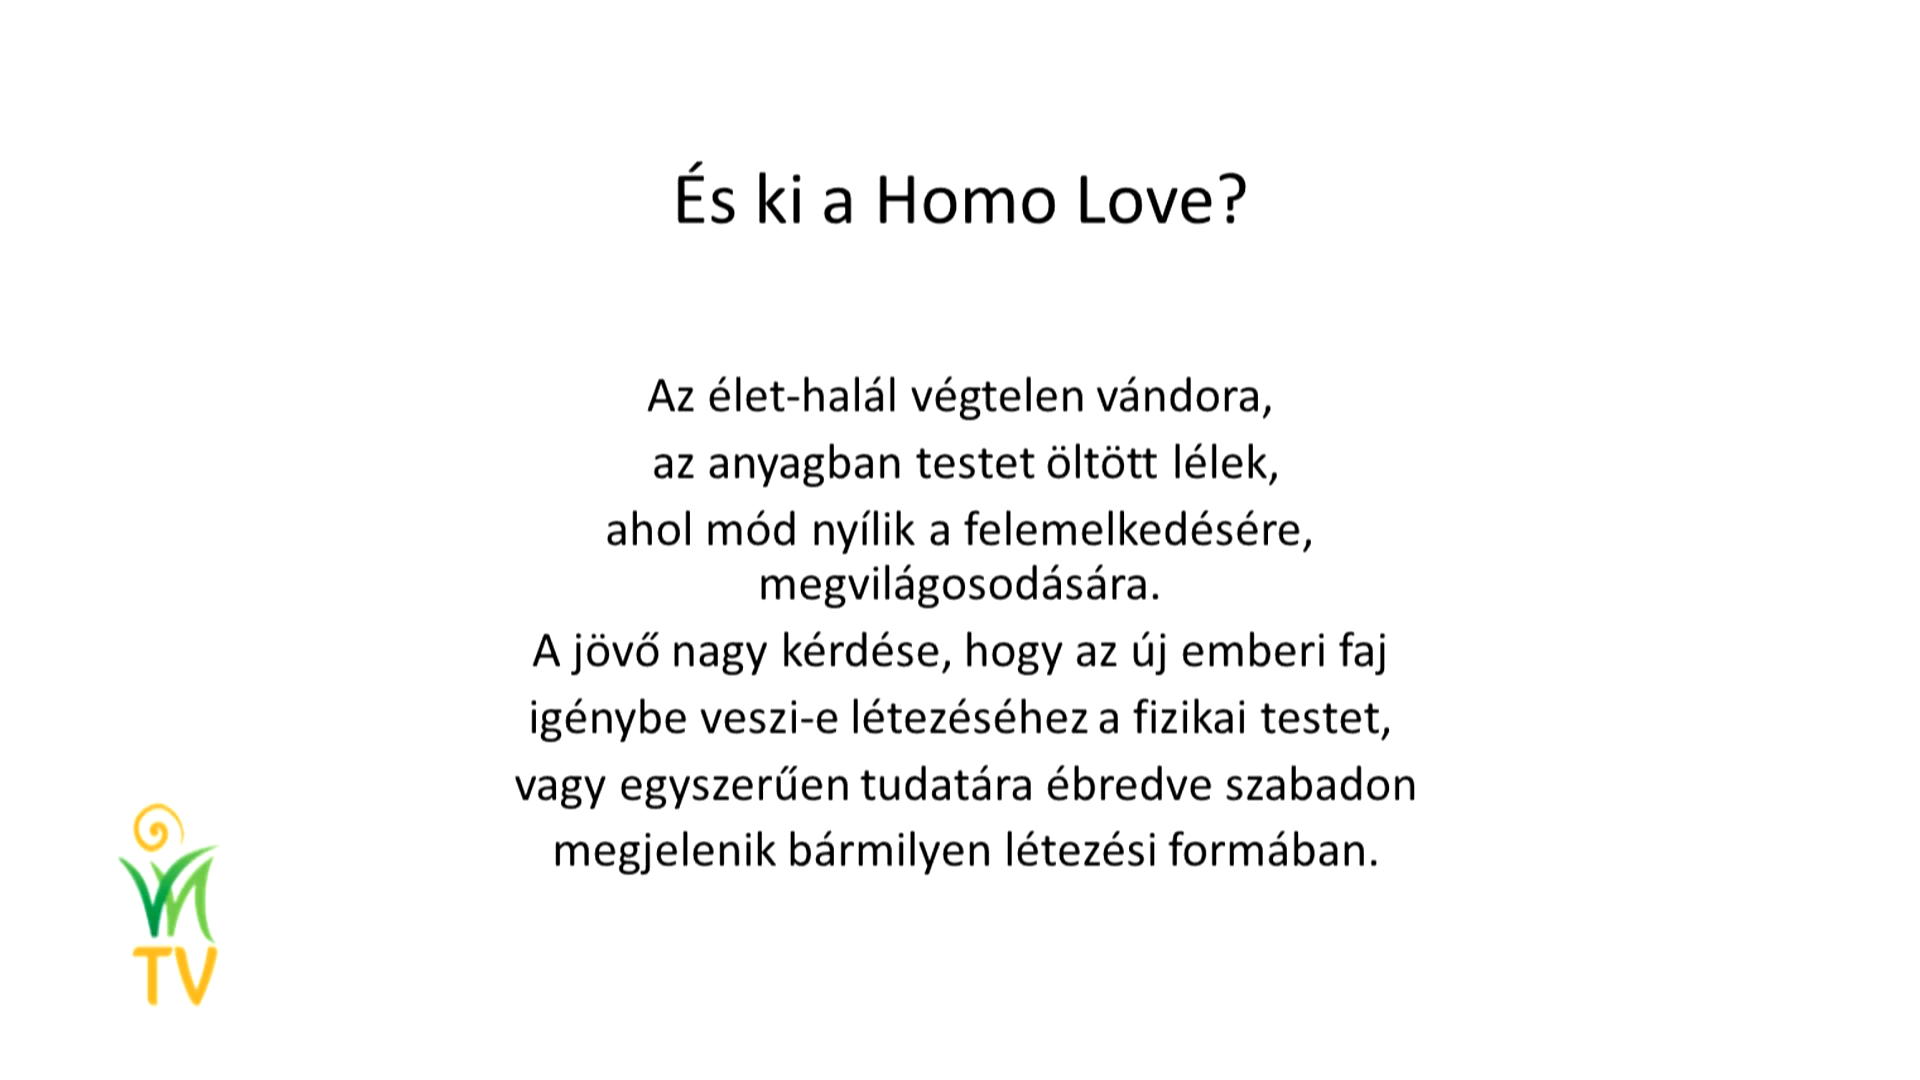 És ki a Homo Love?
Az élet-halál végtelen vándora,
az anyagban testet öltött lélek,
ahol mód nyílik a felemelkedésére,
megvilágosodására.
A jövő nagy kérdése, hogy az új emberi faj
igénybe veszi-e létezéséhez a fizikai testet,
vagy egyszerűen tudatára ébredve szabadon
megjelenik bármilyen létezési formában.
VM
TV